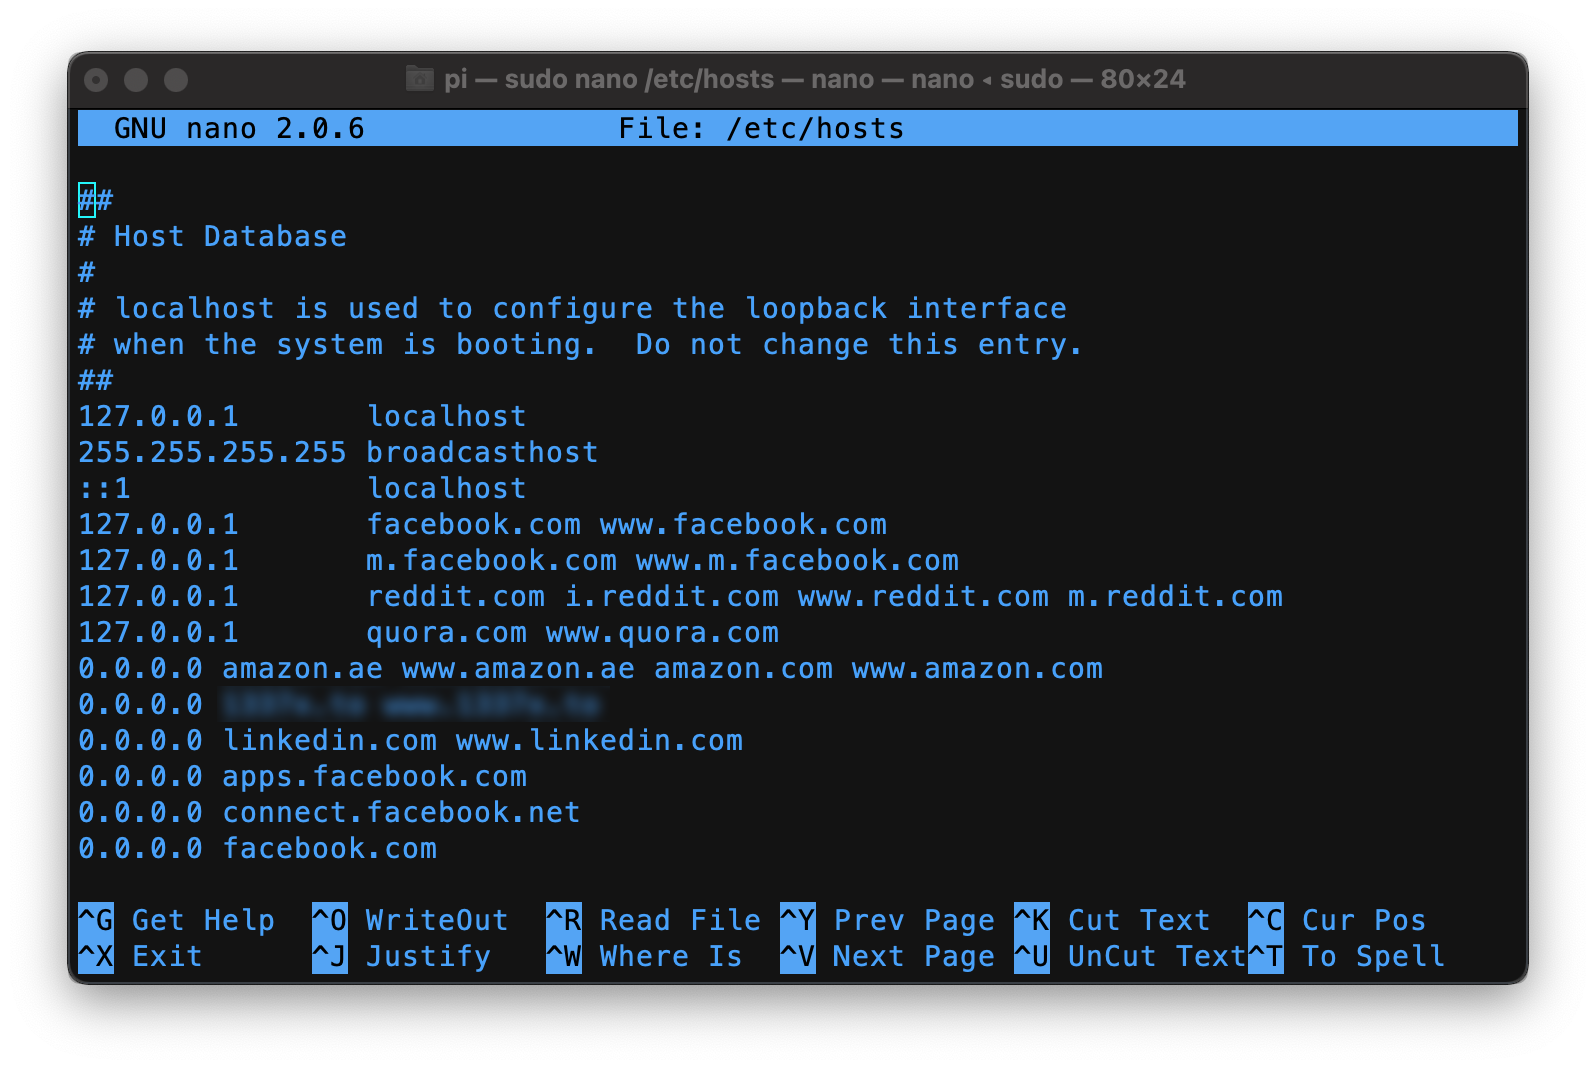 pi — sudo nano /etc/hosts — nano — nano ◂ sudo — 80×24
GNU nano 2.0.6 File: /etc/hosts
##
# Host Database
#
# localhost is used to configure the loopback interface
# when the system is booting.  Do not change this entry.
##
127.0.0.1 localhost
255.255.255.255 broadcasthost
::1 localhost
127.0.0.1 facebook.com www.facebook.com
127.0.0.1 m.facebook.com www.m.facebook.com
127.0.0.1 reddit.com i.reddit.com www.reddit.com m.reddit.com
127.0.0.1 quora.com www.quora.com
0.0.0.0 amazon.ae www.amazon.ae amazon.com www.amazon.com
0.0.0.0
0.0.0.0 linkedin.com www.linkedin.com
0.0.0.0 apps.facebook.com
0.0.0.0 connect.facebook.net
0.0.0.0 facebook.com
^G Get Help ^O WriteOut ^R Read File ^Y Prev Page ^K Cut Text ^C Cur Pos
^X Exit ^J Justify ^W Where Is ^V Next Page ^U UnCut Text ^T To Spell